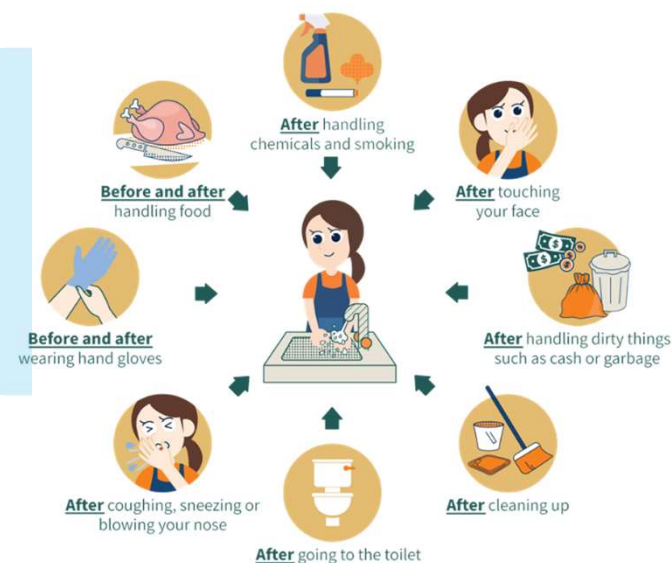 After handling
chemicals and smoking
Before and after
handling food
After touching
your face
Before and after
wearing hand gloves
After handling dirty things
such as cash or garbage
After coughing, sneezing or
blowing your nose
After cleaning up
After going to the toilet